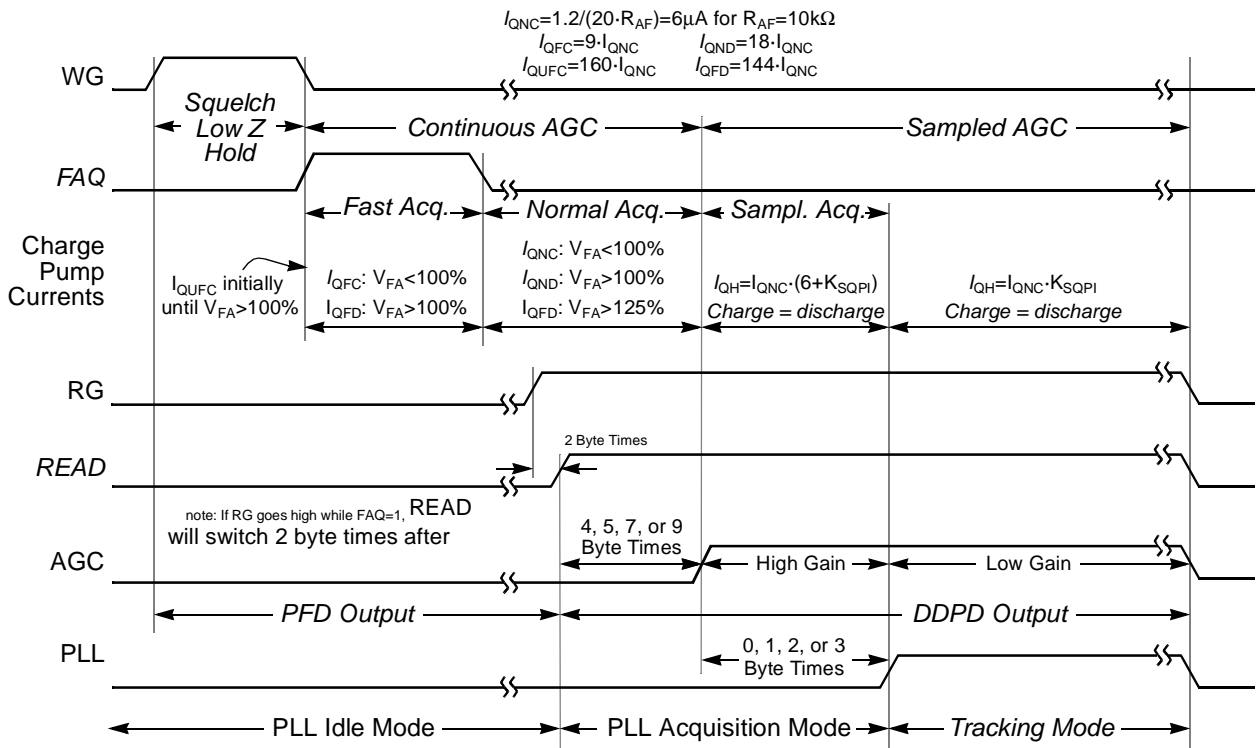 I_QNC=1.2/(20·R_AF)=6μA for R_AF=10kΩ
I_QFC=9·I_QNC I_QND=18·I_QNC
I_QUFC=160·I_QNC I_QFD=144·I_QNC
WG
Squelch
Low Z
Hold
Continuous AGC
Sampled AGC
FAQ
Fast Acq.
Normal Acq.
Sampl. Acq.
Charge
Pump
Currents
I_QUFC initially
until V_FA>100%
I_QFC: V_FA<100%
I_QFD: V_FA>100%
I_QNC: V_FA<100%
I_QND: V_FA>100%
I_QFD: V_FA>125%
I_QH=I_QNC·(6+K_SQPI)
Charge = discharge
I_QH=I_QNC·K_SQPI
Charge = discharge
RG
2 Byte Times
READ
note: If RG goes high while FAQ=1, READ
will switch 2 byte times after
4, 5, 7, or 9
Byte Times
AGC
High Gain
Low Gain
PFD Output
DDPD Output
PLL
0, 1, 2, or 3
Byte Times
PLL Idle Mode
PLL Acquisition Mode
Tracking Mode